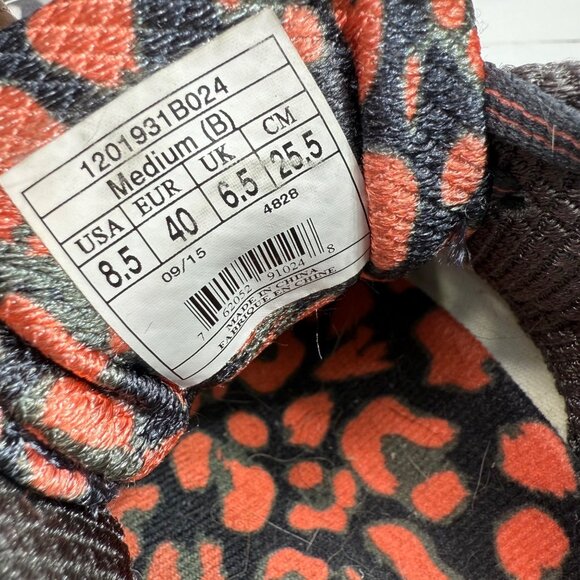 1201931B024
Medium (B)
USA EUR UK CM
8.5 40 6.5 25.5
09/15 4828
7 62052 91024 8
MADE IN CHINA
FABRIQUE EN CHINE